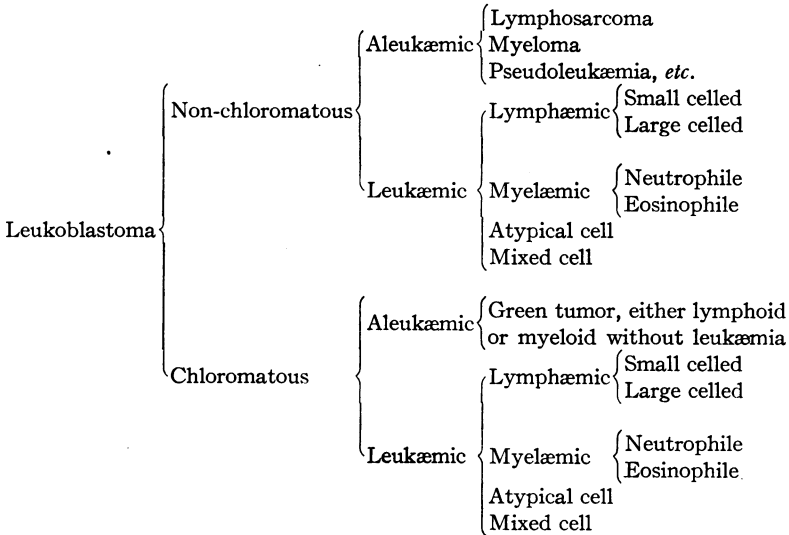 Lymphosarcoma
Aleukæmic Myeloma
Pseudoleukæmia, etc.
Non-chloromatous
Lymphæmic Small celled
Large celled
Leukæmic Myelæmic Neutrophile
Eosinophile
Atypical cell
Mixed cell
Leukoblastoma
Aleukæmic Green tumor, either lymphoid
or myeloid without leukæmia
Chloromatous
Lymphæmic Small celled
Large celled
Leukæmic Myelæmic Neutrophile
Eosinophile
Atypical cell
Mixed cell